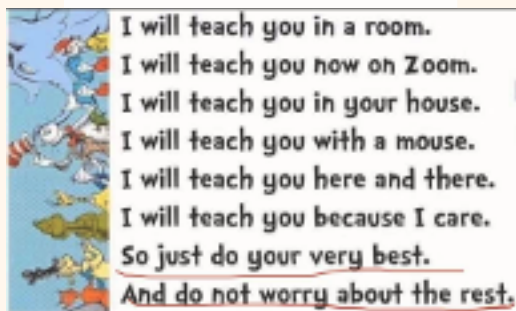 I will teach you in a room.
I will teach you now on Zoom.
I will teach you in your house.
I will teach you with a mouse.
I will teach you here and there.
I will teach you because I care.
So just do your very best.
And do not worry about the rest.